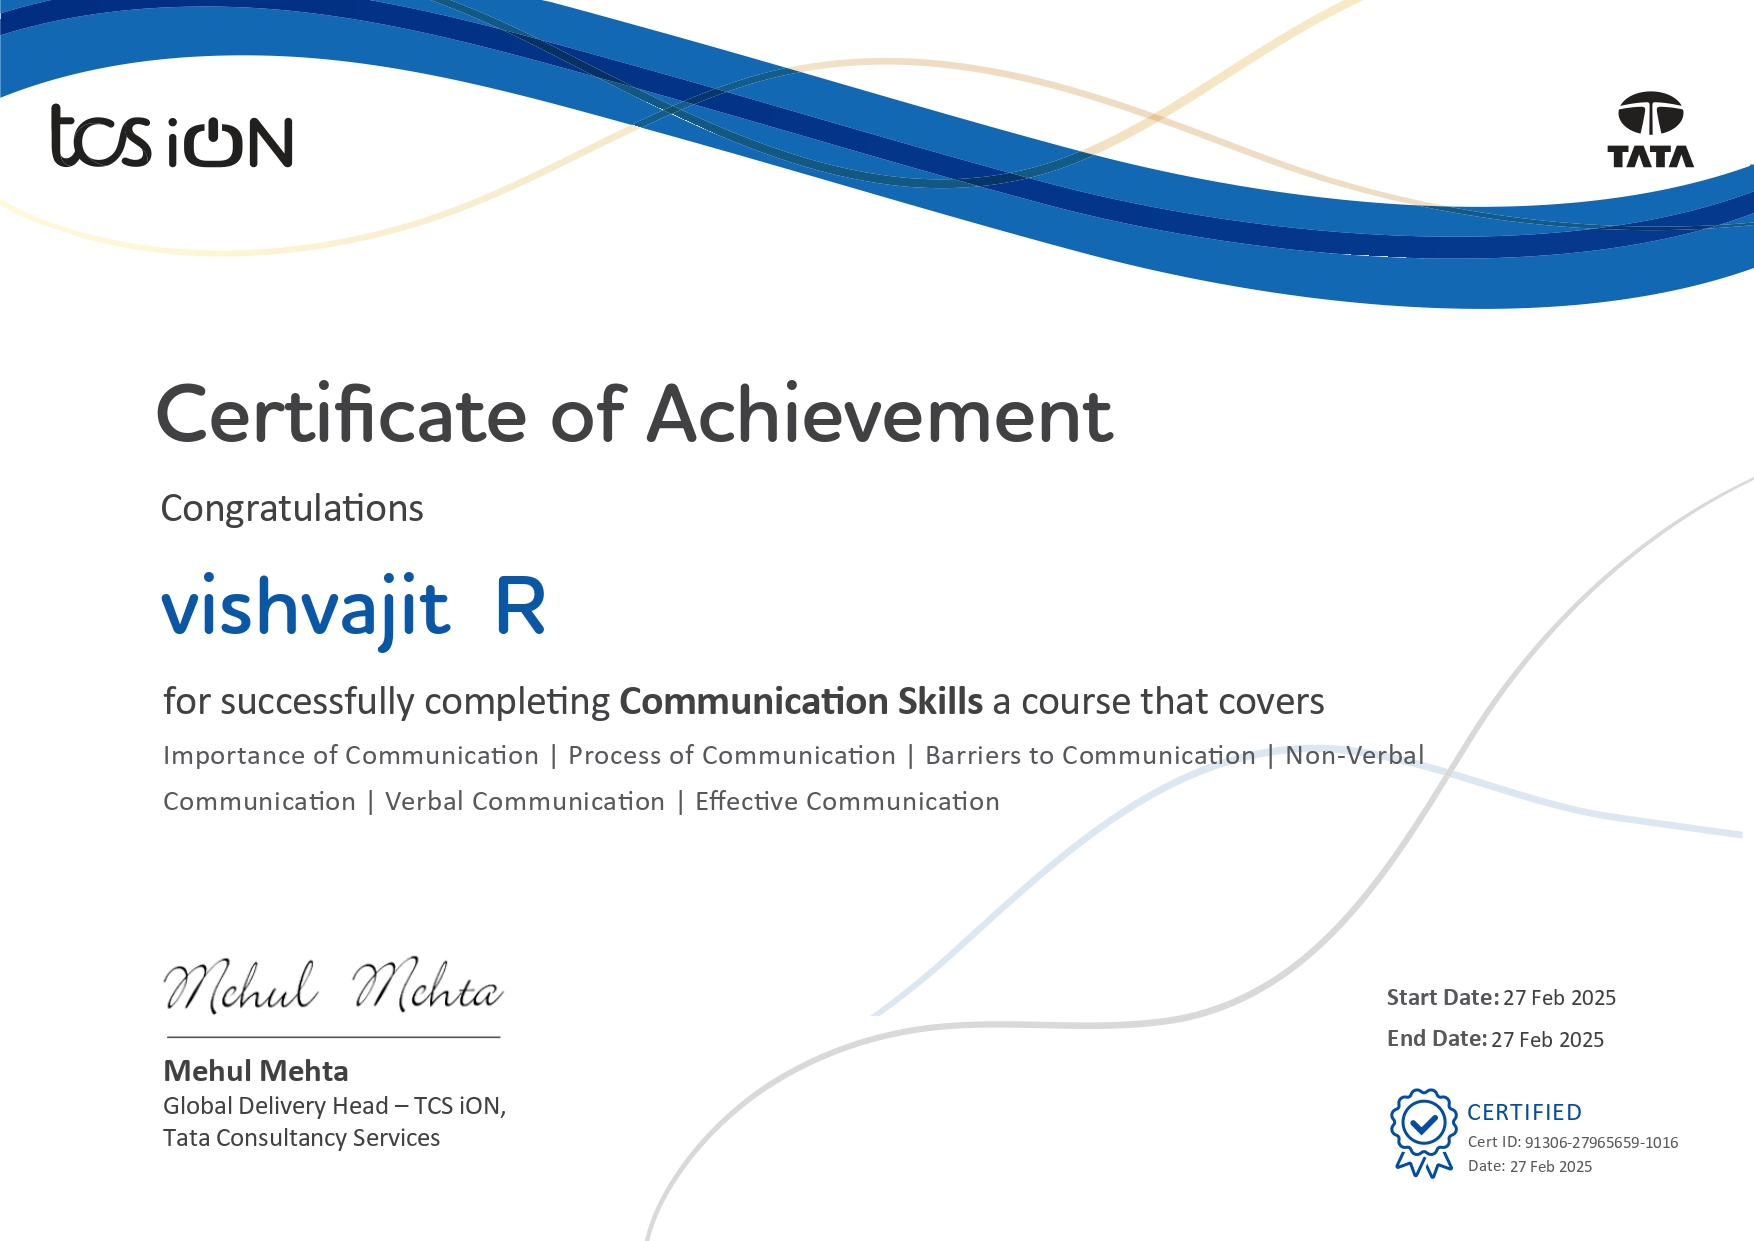 tcs iON
TATA
Certificate of Achievement
Congratulations
vishvajit R
for successfully completing Communication Skills a course that covers
Importance of Communication | Process of Communication | Barriers to Communication | Non-Verbal
Communication | Verbal Communication | Effective Communication
Mehul Mehta
Mehul Mehta
Global Delivery Head – TCS iON,
Tata Consultancy Services
Start Date: 27 Feb 2025
End Date: 27 Feb 2025
CERTIFIED
Cert ID: 91306-27965659-1016
Date: 27 Feb 2025